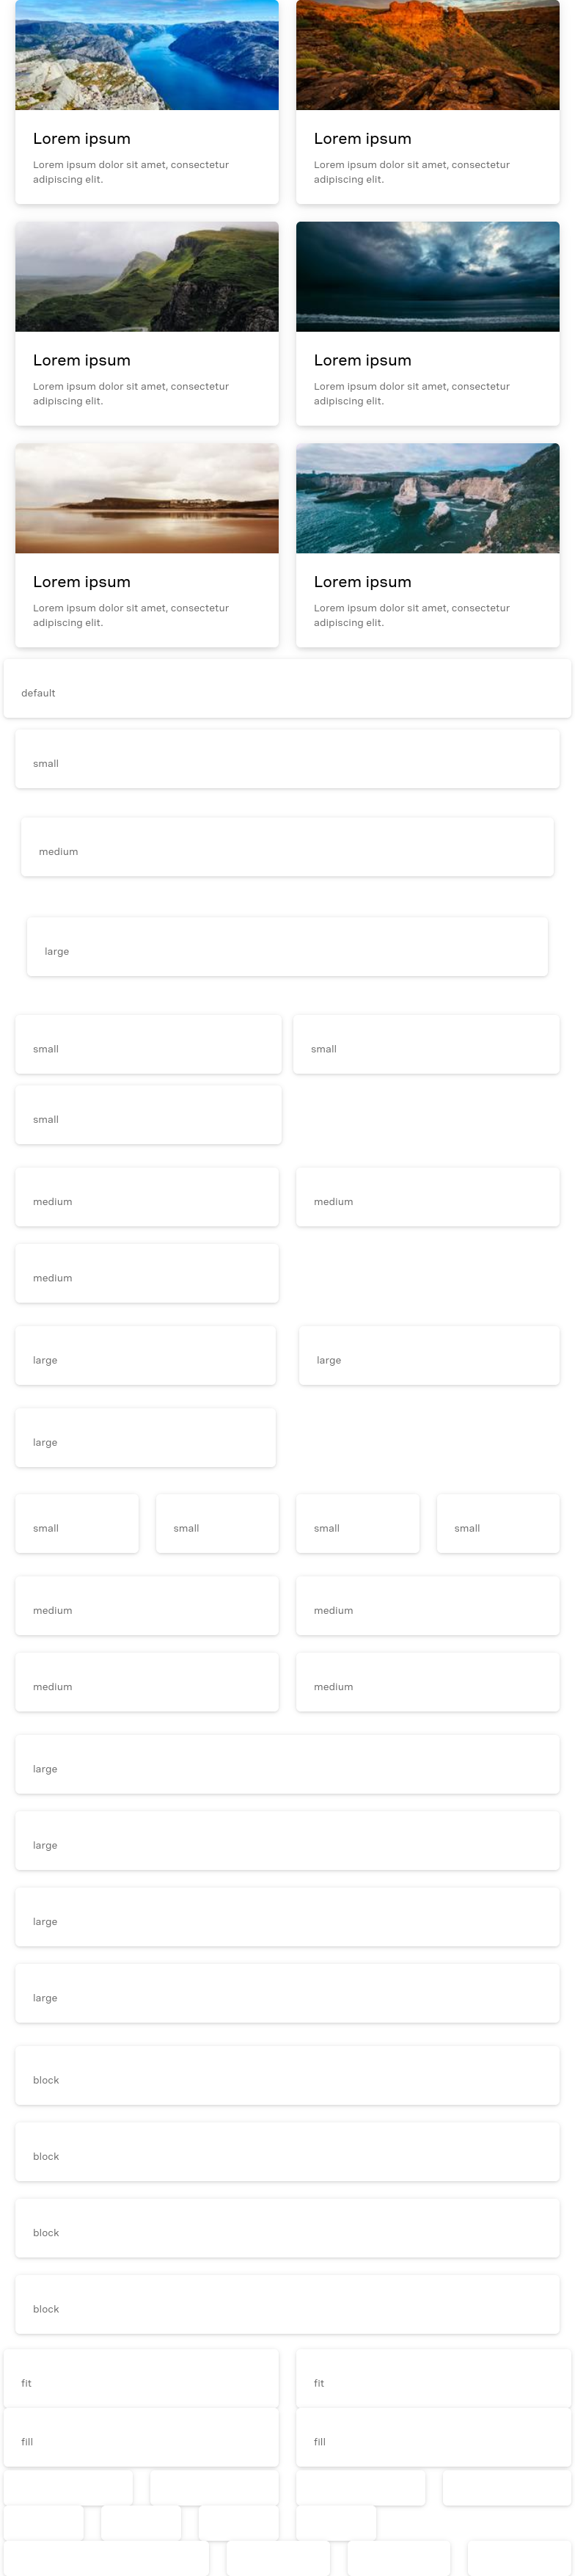 Lorem ipsum
Lorem ipsum
Lorem ipsum dolor sit amet, consectetur
adipiscing elit.
Lorem ipsum dolor sit amet, consectetur
adipiscing elit.
Lorem ipsum
Lorem ipsum
Lorem ipsum dolor sit amet, consectetur
adipiscing elit.
Lorem ipsum dolor sit amet, consectetur
adipiscing elit.
Lorem ipsum
Lorem ipsum
Lorem ipsum dolor sit amet, consectetur
adipiscing elit.
Lorem ipsum dolor sit amet, consectetur
adipiscing elit.
default
small
medium
large
small
small
small
medium
medium
medium
large
large
large
small
small
small
small
medium
medium
medium
medium
large
large
large
large
block
block
block
block
fit
fit
fill
fill